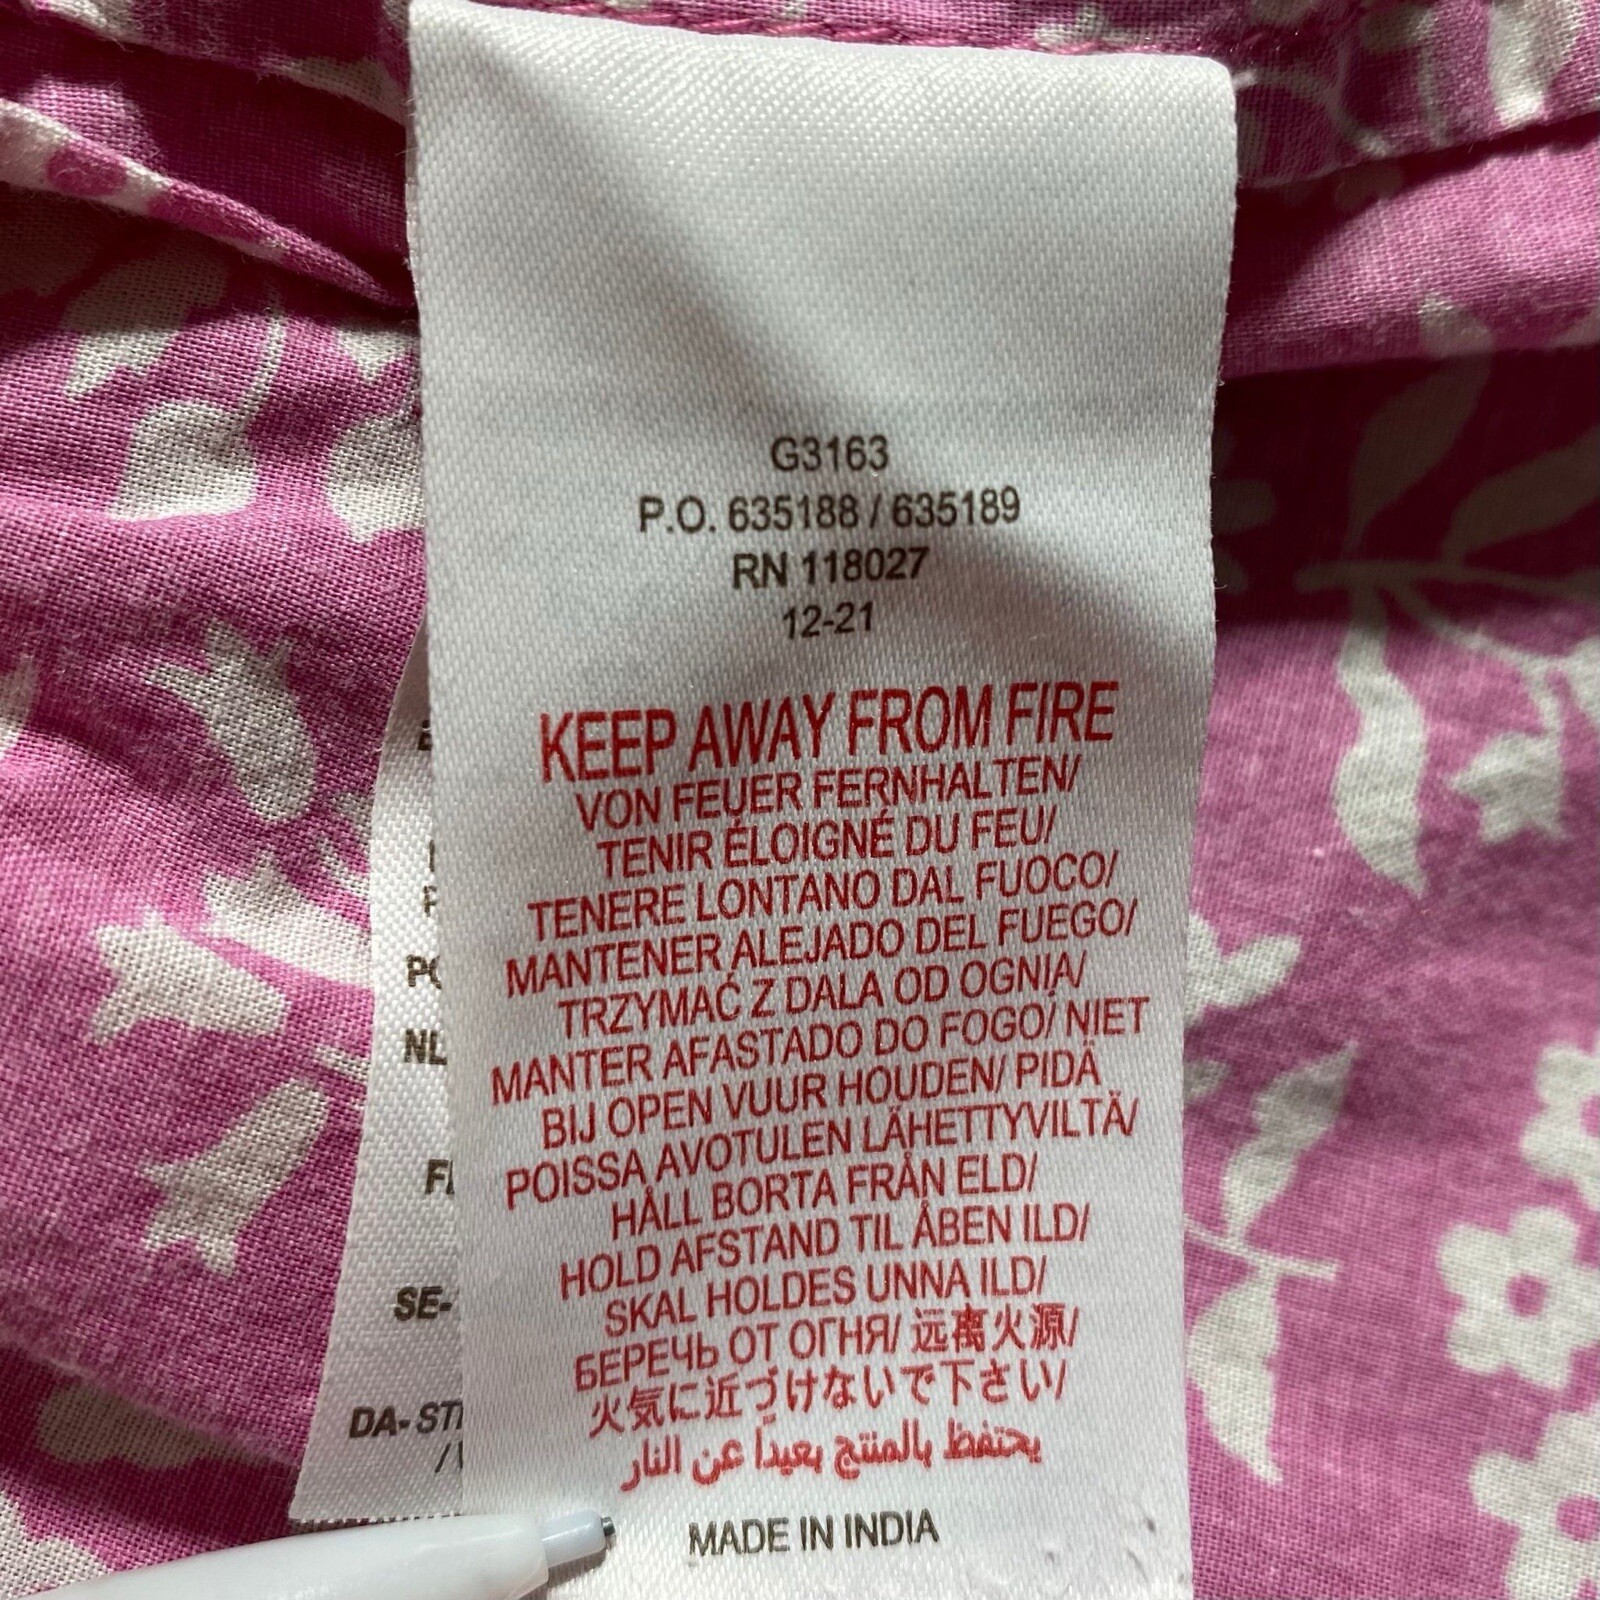 G3163
P.O. 635188 / 635189
RN 118027
12-21
KEEP AWAY FROM FIRE
VON FEUER FERNHALTEN/
TENIR ÉLOIGNÉ DU FEU/
TENERE LONTANO DAL FUOCO/
MANTENER ALEJADO DEL FUEGO/
TRZYMAĆ Z DALA OD OGNIA/
MANTER AFASTADO DO FOGO/ NIET
BIJ OPEN VUUR HOUDEN/ PIDÄ
POISSA AVOTULEN LÄHETTYVILTÄ/
HÅLL BORTA FRÅN ELD/
HOLD AFSTAND TIL ÅBEN ILD/
SKAL HOLDES UNNA ILD/
БЕРЕЧЬ ОТ ОГНЯ/ 远离火源/
火気に近づけないで下さい/
يحتفظ بالمنتج بعيداً عن النار
MADE IN INDIA
NL
SE-
DA- STI